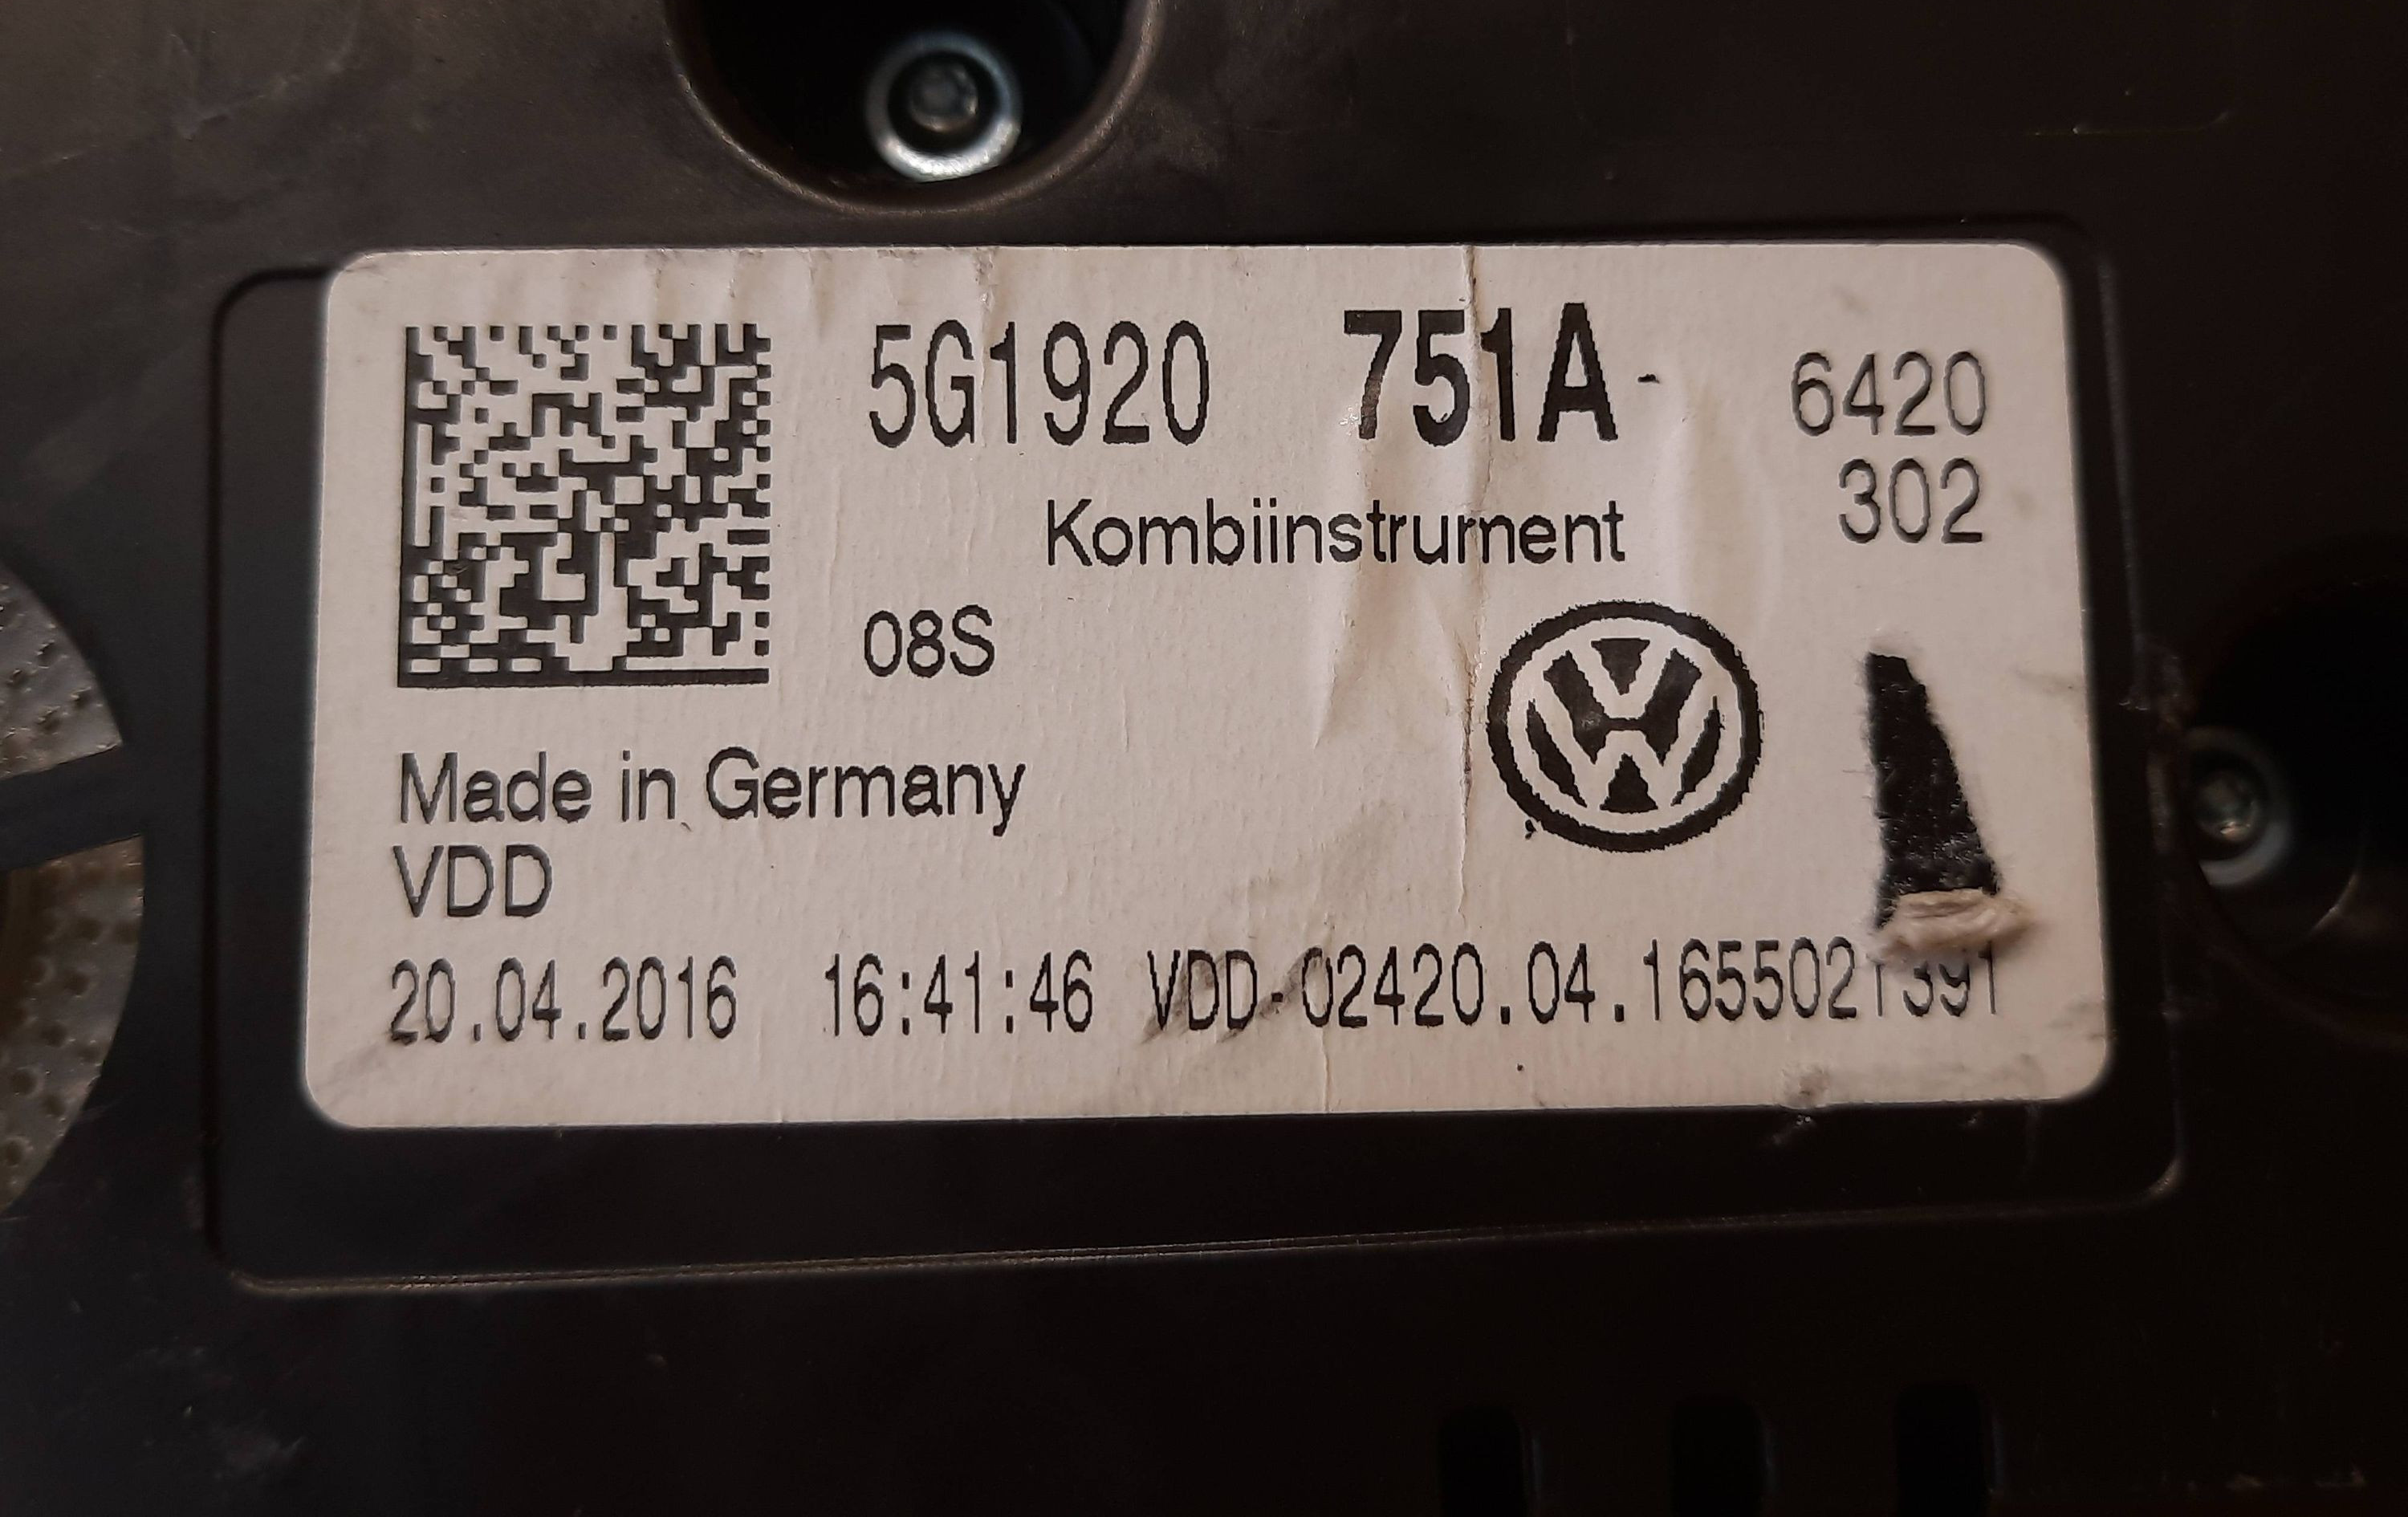 5G1920 751A- 6420
302
Kombiinstrument
08S
Made in Germany
VDD
20.04.2016 16:41:46 VDD-02420.04.1655021391